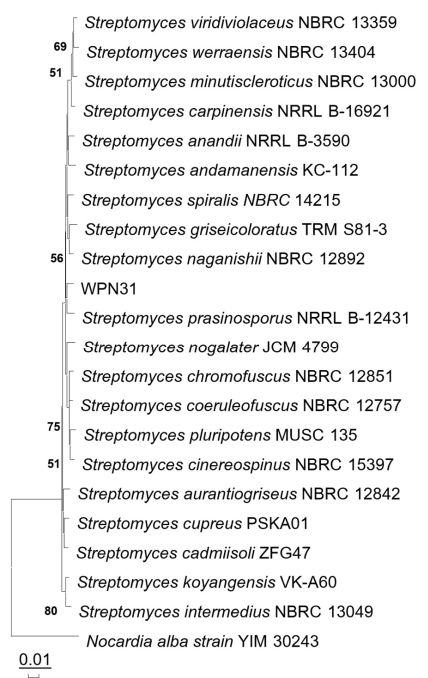 Streptomyces viridiviolaceus NBRC 13359
69
Streptomyces werraensis NBRC 13404
51
Streptomyces minutiscleroticus NBRC 13000
Streptomyces carpinensis NRRL B-16921
Streptomyces anandii NRRL B-3590
Streptomyces andamanensis KC-112
Streptomyces spiralis NBRC 14215
Streptomyces griseicoloratus TRM S81-3
56
Streptomyces naganishii NBRC 12892
WPN31
Streptomyces prasinosporus NRRL B-12431
Streptomyces nogalater JCM 4799
Streptomyces chromofuscus NBRC 12851
Streptomyces coeruleofuscus NBRC 12757
75
Streptomyces pluripotens MUSC 135
51
Streptomyces cinereospinus NBRC 15397
Streptomyces aurantiogriseus NBRC 12842
Streptomyces cupreus PSKA01
Streptomyces cadmiisoli ZFG47
Streptomyces koyangensis VK-A60
80
Streptomyces intermedius NBRC 13049
Nocardia alba strain YIM 30243
0.01